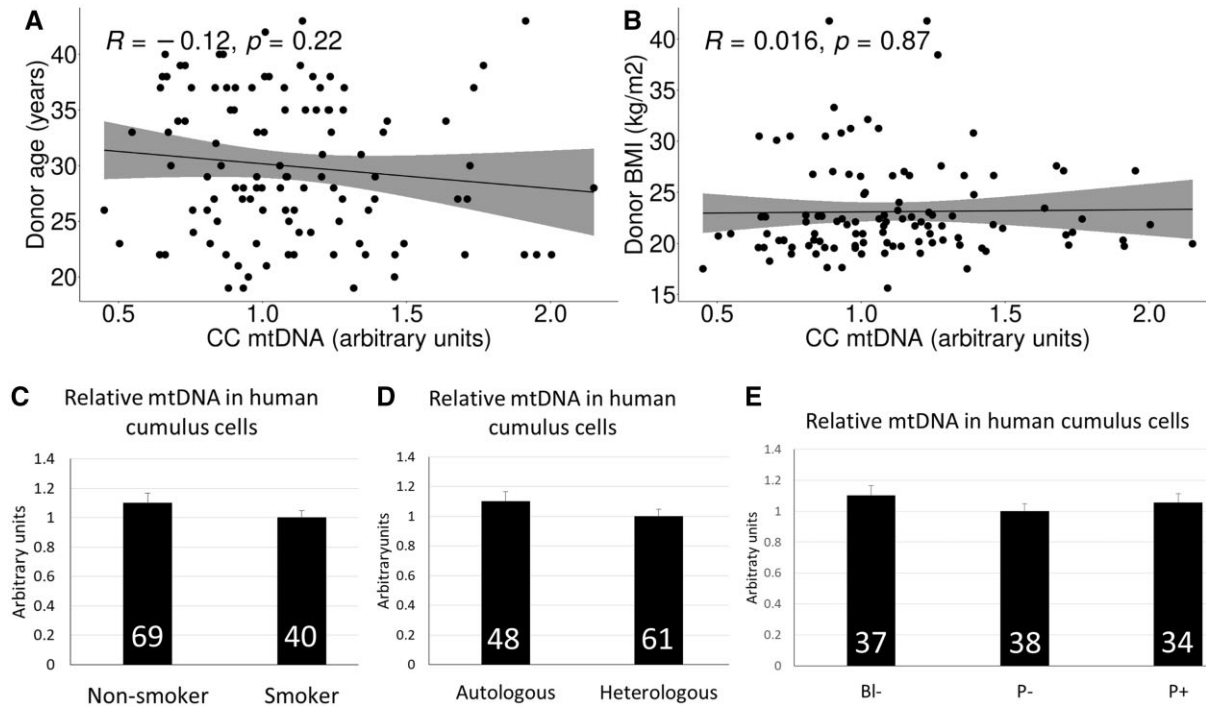 A
R = − 0.12, p = 0.22
Donor age (years)
40
35
30
25
20
0.5 1.0 1.5 2.0
CC mtDNA (arbitrary units)
B
R = 0.016, p = 0.87
Donor BMI (kg/m2)
40
35
30
25
20
15
0.5 1.0 1.5 2.0
CC mtDNA (arbitrary units)
C
Relative mtDNA in human
cumulus cells
Arbitrary units
1.4
1.2
1
0.8
0.6
0.4
0.2
0
69 40
Non-smoker Smoker
D
Relative mtDNA in human
cumulus cells
Arbitraryunits
1.4
1.2
1
0.8
0.6
0.4
0.2
0
48 61
Autologous Heterologous
E
Relative mtDNA in human cumulus cells
Arbitraty units
1.4
1.2
1
0.8
0.6
0.4
0.2
0
37 38 34
Bl- P- P+